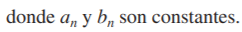 donde aₙ y bₙ son constantes.